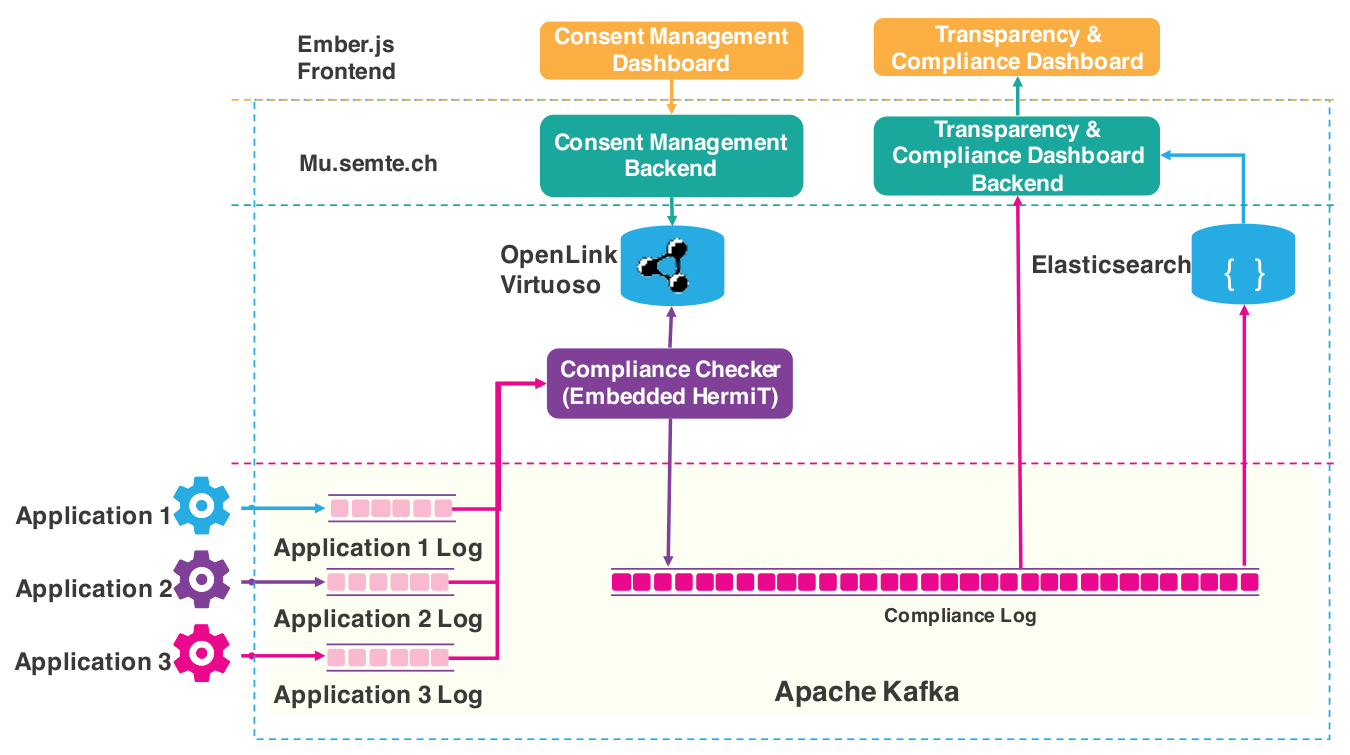 Ember.js
Frontend
Consent Management
Dashboard
Transparency &
Compliance Dashboard
Mu.semte.ch
Consent Management
Backend
Transparency &
Compliance Dashboard
Backend
OpenLink
Virtuoso
Elasticsearch
{ }
Compliance Checker
(Embedded HermiT)
Application 1
Application 1 Log
Application 2
Application 2 Log
Application 3
Application 3 Log
Compliance Log
Apache Kafka